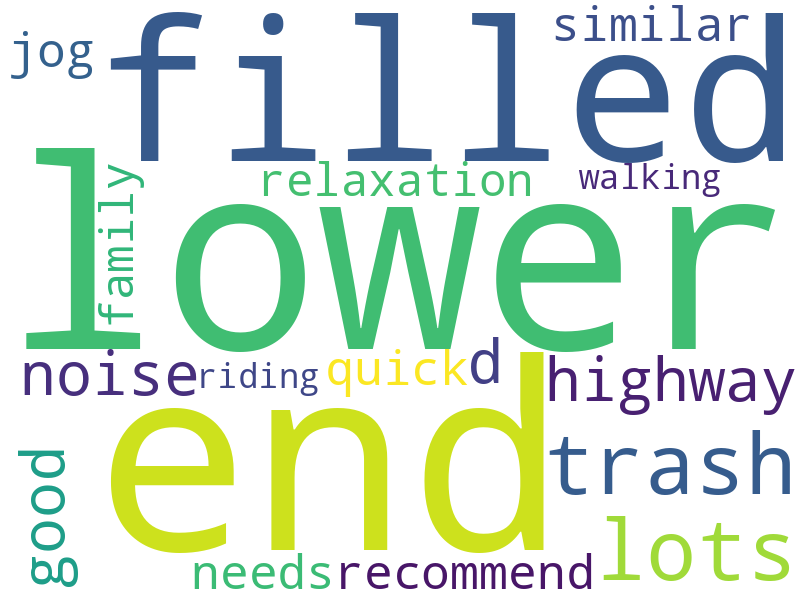 jog
filled
similar
lower
relaxation
walking
family
noise
riding
quick
d
highway
end
trash
good
lots
needs
recommend